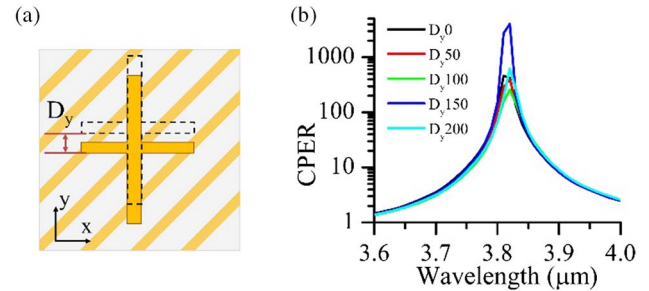 (a)
D_y
y
x
(b)
CPER
1000
100
10
1
D_y0
D_y50
D_y100
D_y150
D_y200
3.6 3.7 3.8 3.9 4.0
Wavelength (μm)